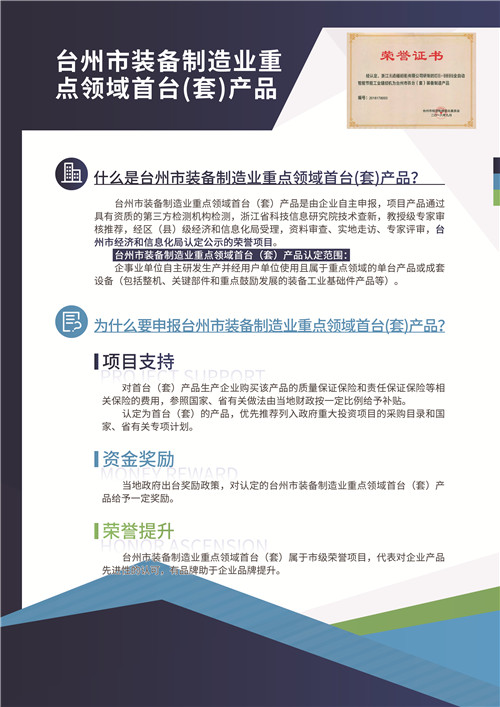 台州市装备制造业重
点领域首台(套)产品
荣誉证书
什么是台州市装备制造业重点领域首台(套)产品?
台州市装备制造业重点领域首台（套）产品是由企业自主申报，项目产品通过
具有资质的第三方检测机构检测，浙江省科技信息研究院技术查新，教授级专家审
核推荐，经区（县）级经济和信息化局受理，资料审查、实地走访、专家评审，台
州市经济和信息化局认定公示的荣誉项目。
台州市装备制造业重点领域首台（套）产品认定范围：
企事业单位自主研发生产并经用户单位使用且属于重点领域的单台产品或成套
设备（包括整机、关键部件和重点鼓励发展的装备工业基础件产品等）。
为什么要申报台州市装备制造业重点领域首台(套)产品?
项目支持
PROJECT SUPPORT
对首台（套）产品生产企业购买该产品的质量保证保险和责任保证保险等相
关保险的费用，参照国家、省有关做法由当地财政按一定比例给予补贴。
认定为首台（套）的产品，优先推荐列入政府重大投资项目的采购目录和国
家、省有关专项计划。
资金奖励
MONEY REWARD
当地政府出台奖励政策，对认定的台州市装备制造业重点领域首台（套）产
品给予一定奖励。
荣誉提升
HONOR ASCENSION
台州市装备制造业重点领域首台（套）属于市级荣誉项目，代表对企业产品
先进性的认可，有品牌助于企业品牌提升。